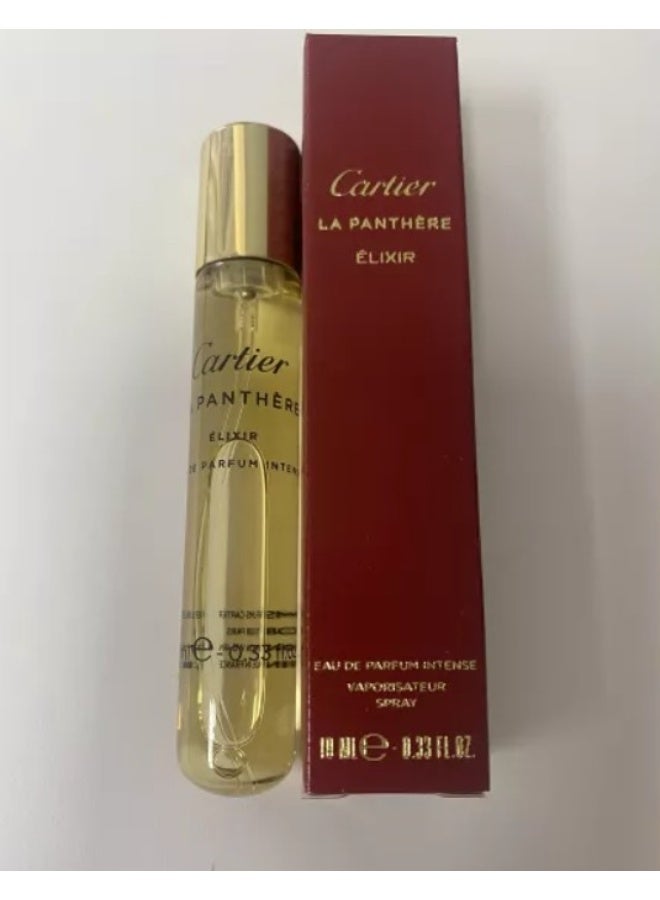 Cartier
LA PANTHÈRE
ÉLIXIR
DE PARFUM INTENSE
e - 0.33 fl.oz
Cartier
LA PANTHÈRE
ÉLIXIR
EAU DE PARFUM INTENSE
VAPORISATEUR
SPRAY
10 ML e - 0.33 FL.OZ.